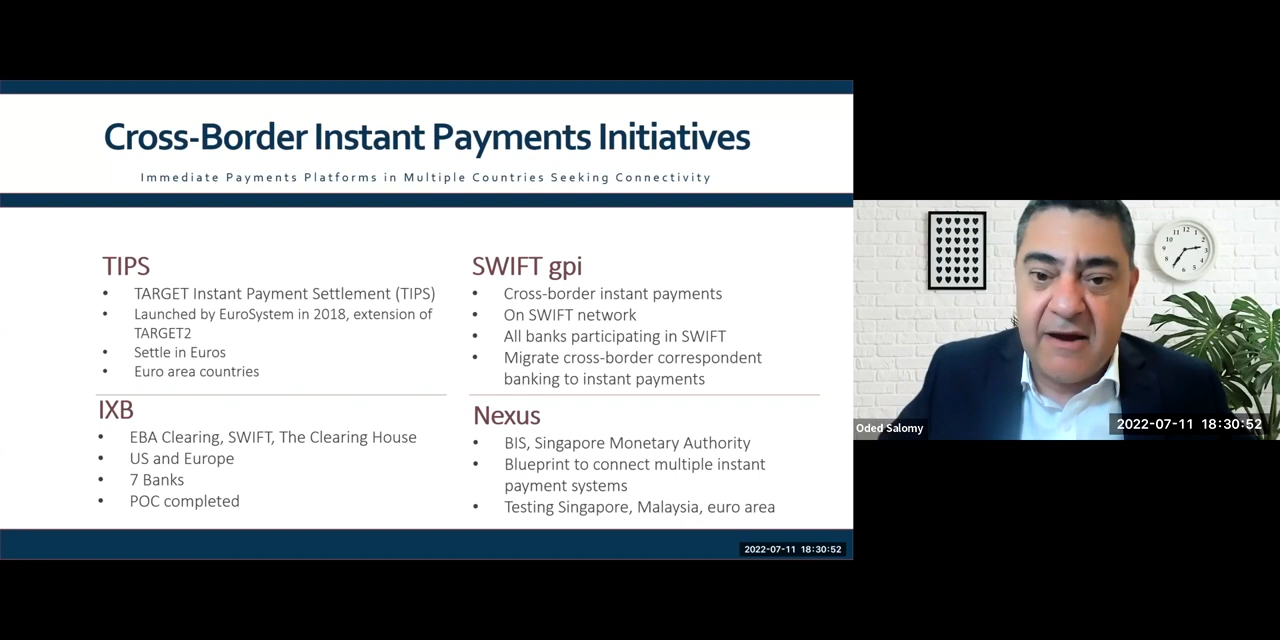 Cross-Border Instant Payments Initiatives
Immediate Payments Platforms in Multiple Countries Seeking Connectivity
TIPS
• TARGET Instant Payment Settlement (TIPS)
• Launched by EuroSystem in 2018, extension of
TARGET2
• Settle in Euros
• Euro area countries
SWIFT gpi
• Cross-border instant payments
• On SWIFT network
• All banks participating in SWIFT
• Migrate cross-border correspondent
banking to instant payments
IXB
• EBA Clearing, SWIFT, The Clearing House
• US and Europe
• 7 Banks
• POC completed
Nexus
• BIS, Singapore Monetary Authority
• Blueprint to connect multiple instant
payment systems
• Testing Singapore, Malaysia, euro area
2022-07-11 18:30:52
Oded Salomy
2022-07-11 18:30:52